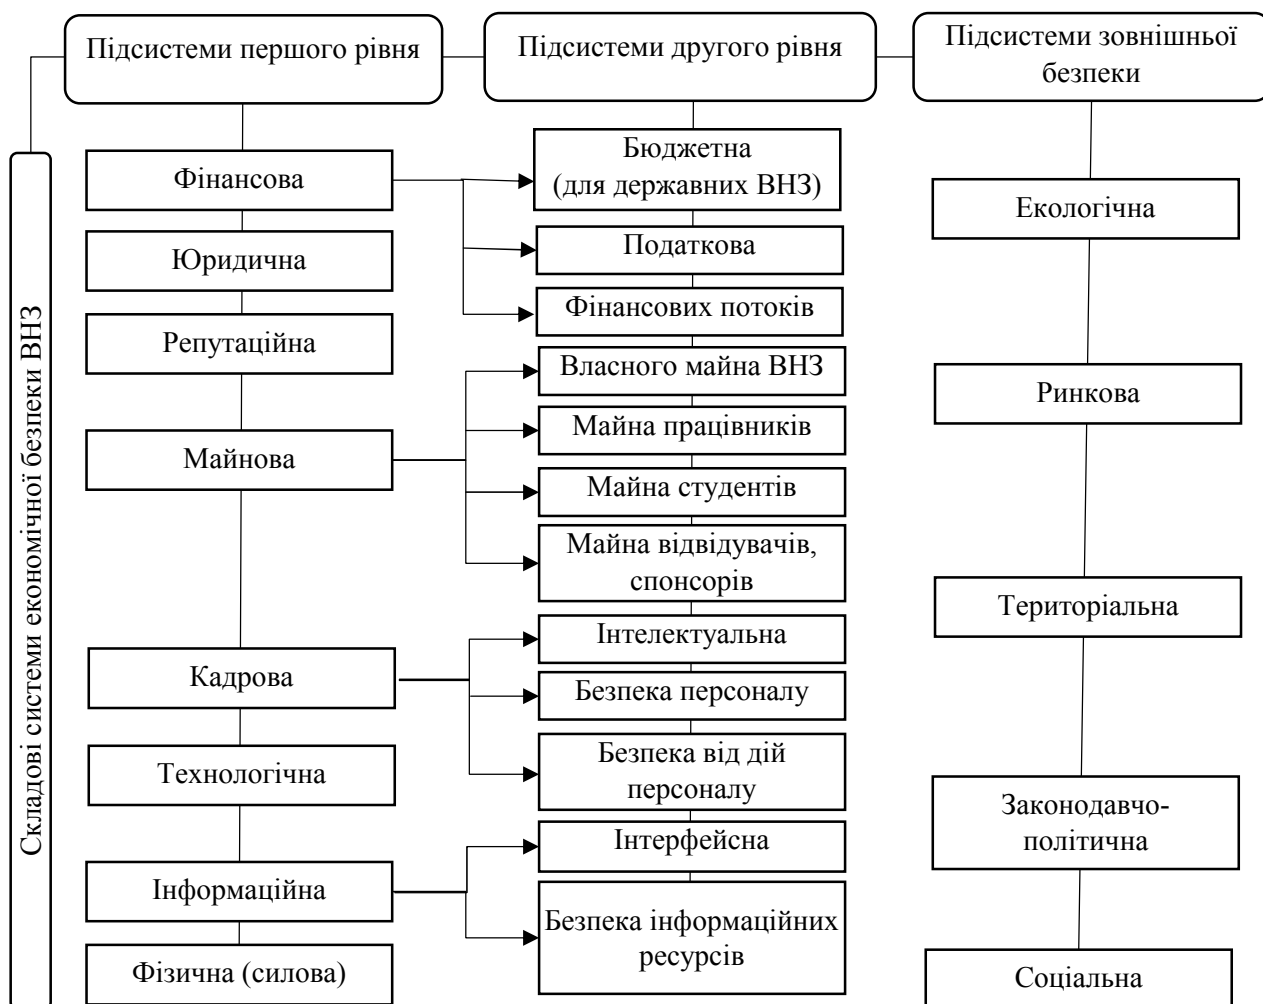 Підсистеми першого рівня
Підсистеми другого рівня
Підсистеми зовнішньої
безпеки
Складові системи економічної безпеки ВНЗ
Фінансова
Юридична
Репутаційна
Майнова
Кадрова
Технологічна
Інформаційна
Фізична (силова)
Бюджетна
(для державних ВНЗ)
Податкова
Фінансових потоків
Власного майна ВНЗ
Майна працівників
Майна студентів
Майна відвідувачів,
спонсорів
Інтелектуальна
Безпека персоналу
Безпека від дій
персоналу
Інтерфейсна
Безпека інформаційних
ресурсів
Екологічна
Ринкова
Територіальна
Законодавчо-
політична
Соціальна